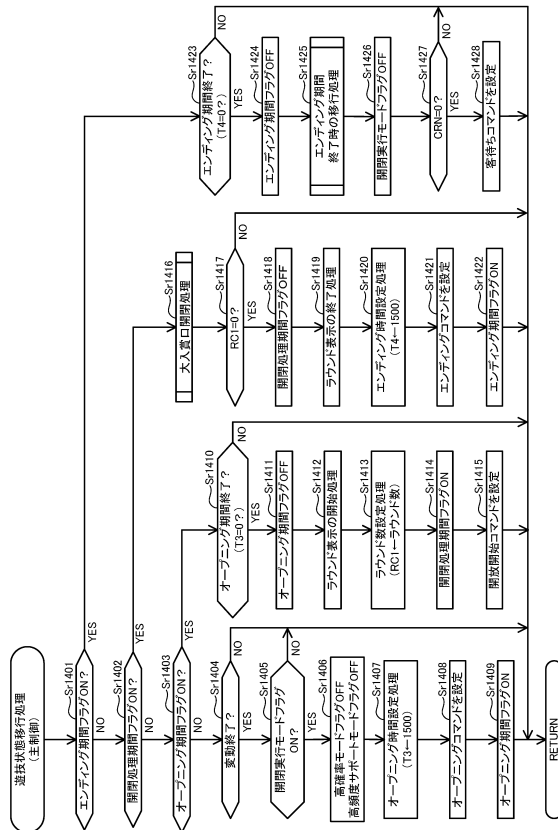 遊技状態移行処理
(主制御)
Sr1401
エンディング期間フラグON?
YES
NO
Sr1402
開閉処理期間フラグON?
YES
NO
Sr1403
オープニング期間フラグON?
YES
NO
Sr1404
変動終了?
NO
YES
Sr1405
開閉実行モードフラグ
ON?
NO
YES
Sr1406
高確率モードフラグOFF
高頻度サポートモードフラグOFF
Sr1407
オープニング時間設定処理
(T3←1500)
Sr1408
オープニングコマンドを設定
Sr1409
オープニング期間フラグON
RETURN
Sr1410
オープニング期間終了?
(T3=0?)
NO
YES
Sr1411
オープニング期間フラグOFF
Sr1412
ラウンド表示の開始処理
Sr1413
ラウンド数設定処理
(RC1←ラウンド数)
Sr1414
開閉処理期間フラグON
Sr1415
開放開始コマンドを設定
Sr1416
大入賞口開閉処理
Sr1417
RC1=0?
NO
YES
Sr1418
開閉処理期間フラグOFF
Sr1419
ラウンド表示の終了処理
Sr1420
エンディング時間設定処理
(T4←1500)
Sr1421
エンディングコマンドを設定
Sr1422
エンディング期間フラグON
Sr1423
エンディング期間終了?
(T4=0?)
NO
YES
Sr1424
エンディング期間フラグOFF
Sr1425
エンディング期間
終了時の移行処理
Sr1426
開閉実行モードフラグOFF
Sr1427
CRN=0?
NO
YES
Sr1428
客待ちコマンドを設定